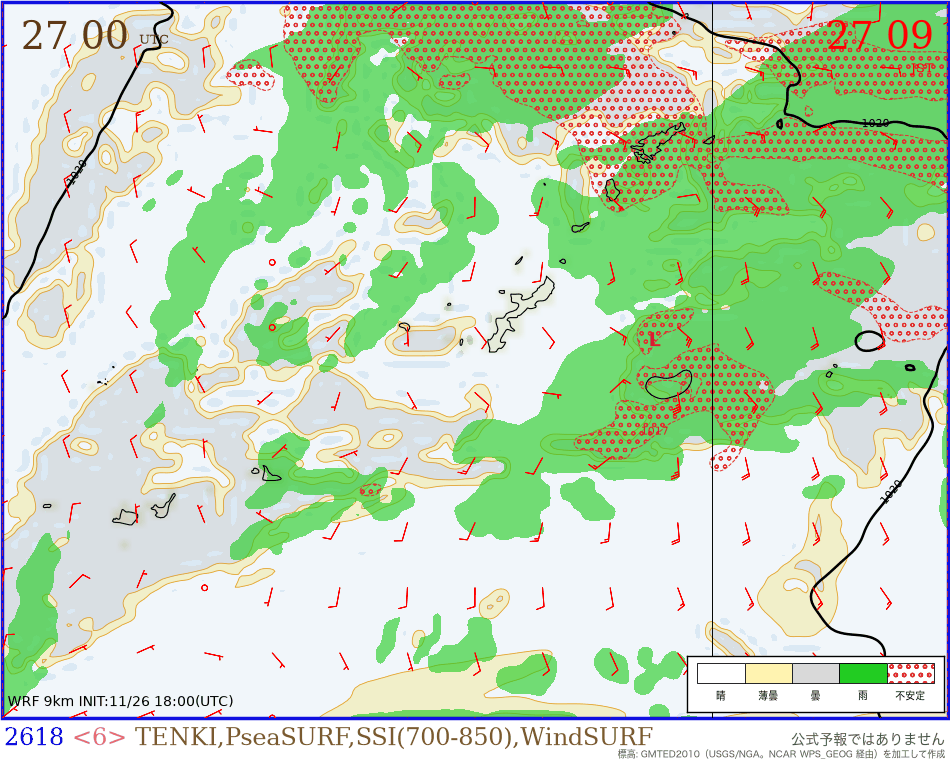 27 00 UTC
27 09
JST
1020
1020
L
1017
1020
晴 薄曇 曇 雨 不安定
WRF 9km INIT:11/26 18:00(UTC)
2618 <6> TENKI,PseaSURF,SSI(700-850),WindSURF
公式予報ではありません
標高: GMTED2010（USGS/NGA。NCAR WPS_GEOG 経由）を加工して作成